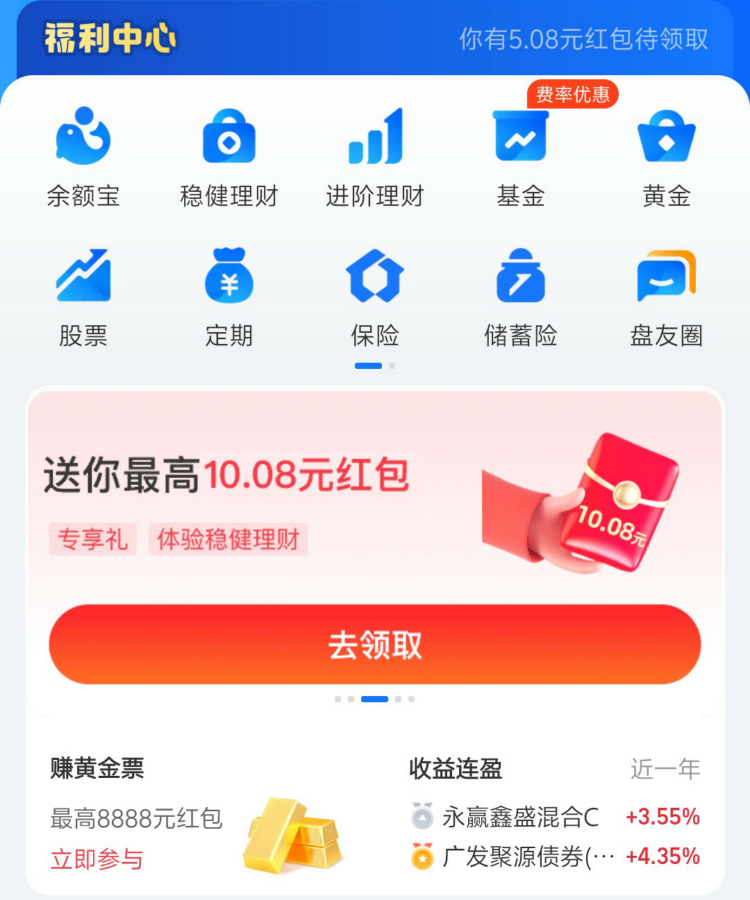 福利中心
你有5.08元红包待领取
费率优惠
余额宝 稳健理财 进阶理财 基金 黄金
股票 定期 保险 储蓄险 盘友圈
送你最高10.08元红包
专享礼 体验稳健理财
10.08元
去领取
赚黄金票
最高8888元红包
立即参与
收益连盈 近一年
永赢鑫盛混合C +3.55%
广发聚源债券(… +4.35%